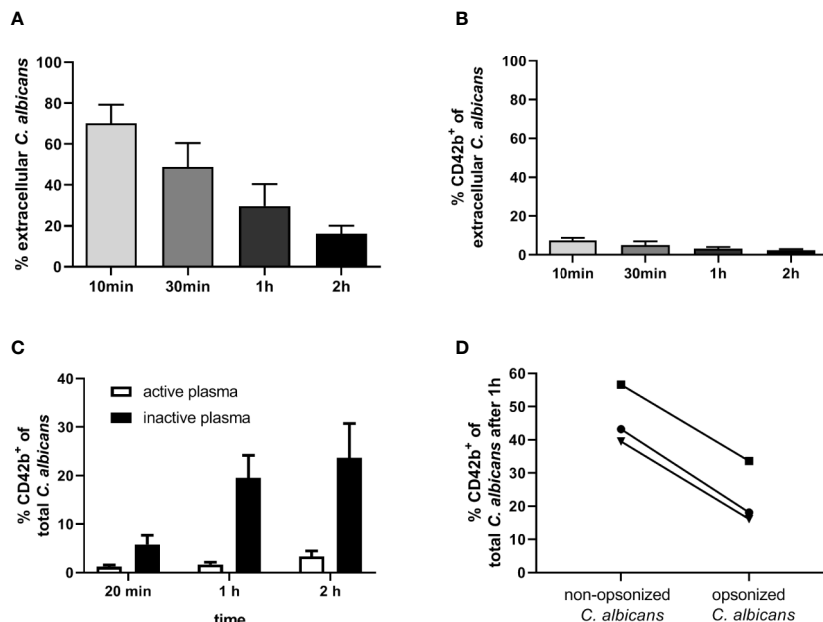 A
% extracellular C. albicans
100
80
60
40
20
0
10min 30min 1h 2h
B
% CD42b+ of
extracellular C. albicans
100
80
60
40
20
0
10min 30min 1h 2h
C
% CD42b+ of
total C. albicans
40
30
20
10
0
active plasma
inactive plasma
20 min 1 h 2 h
time
D
% CD42b+ of
total C. albicans after 1h
60
50
40
30
20
10
0
non-opsonized opsonized
C. albicans C. albicans